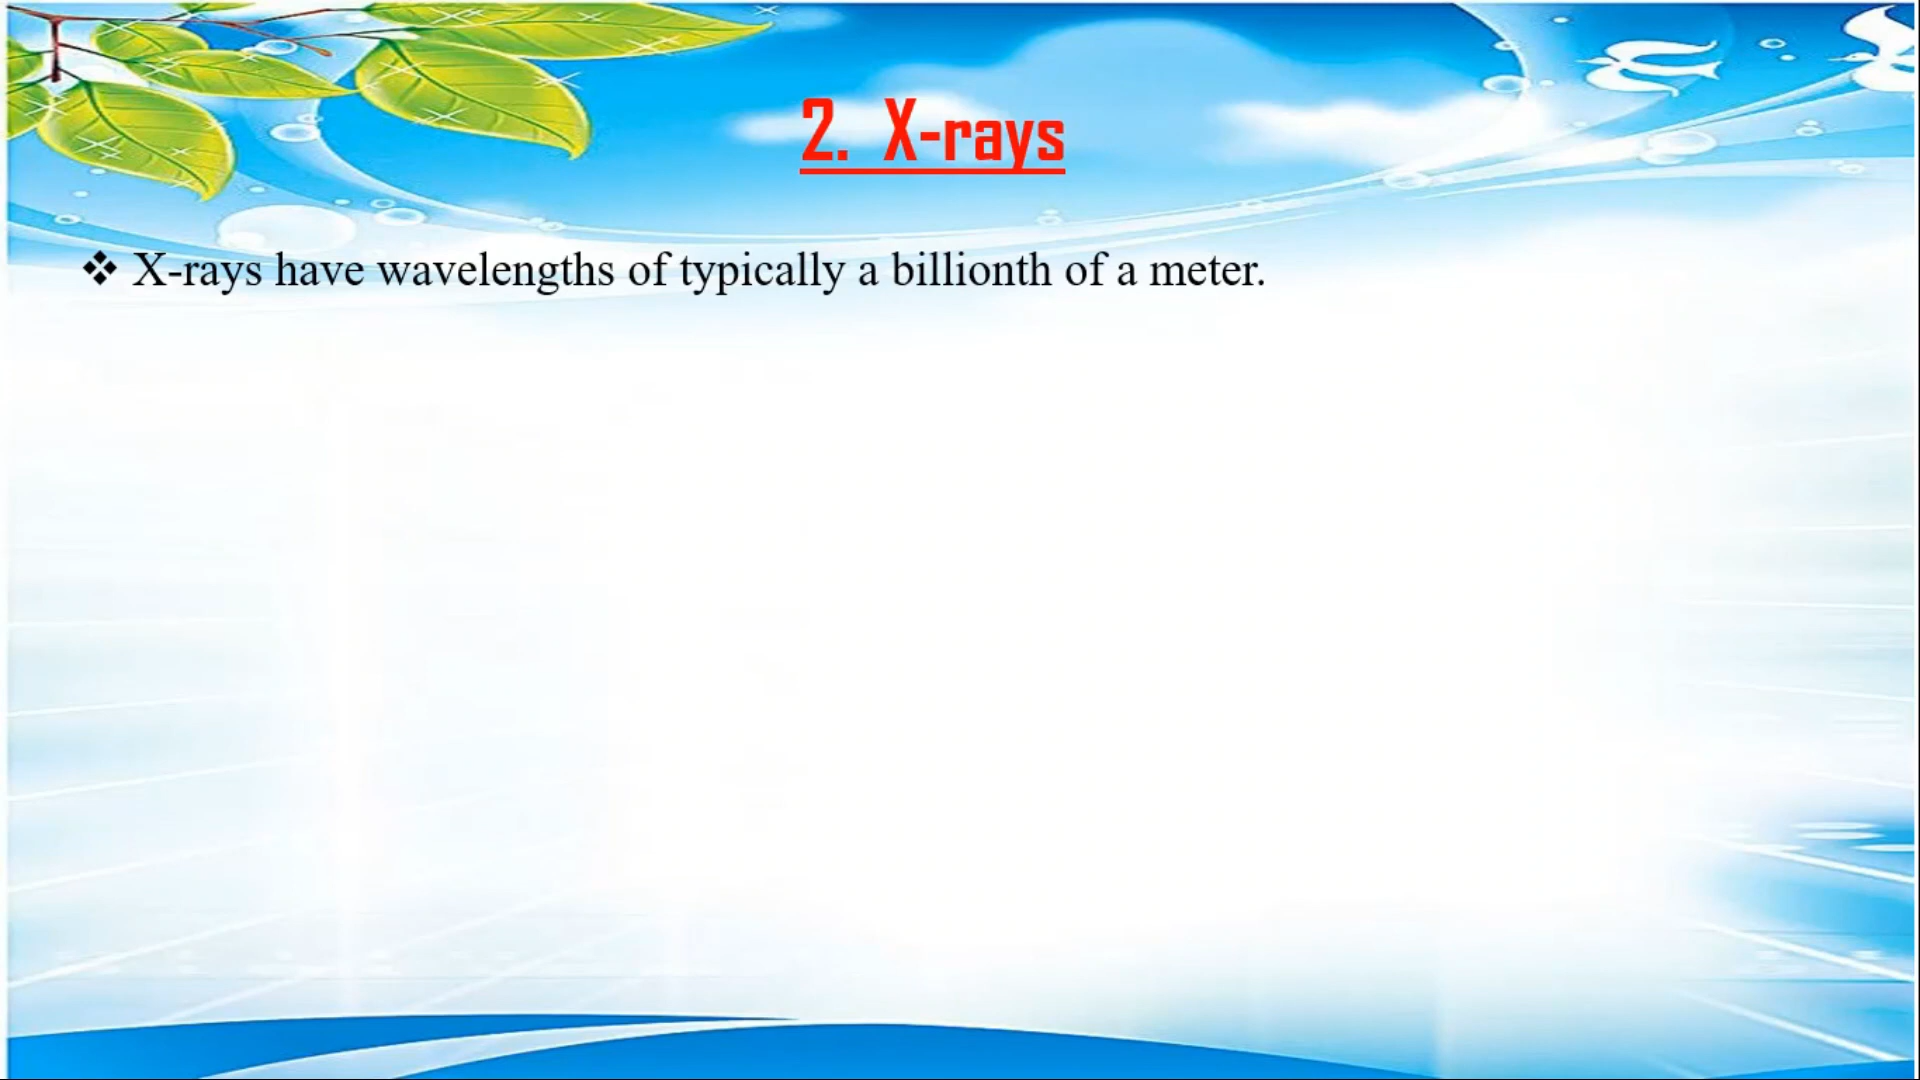 2. X-rays
❖ X-rays have wavelengths of typically a billionth of a meter.